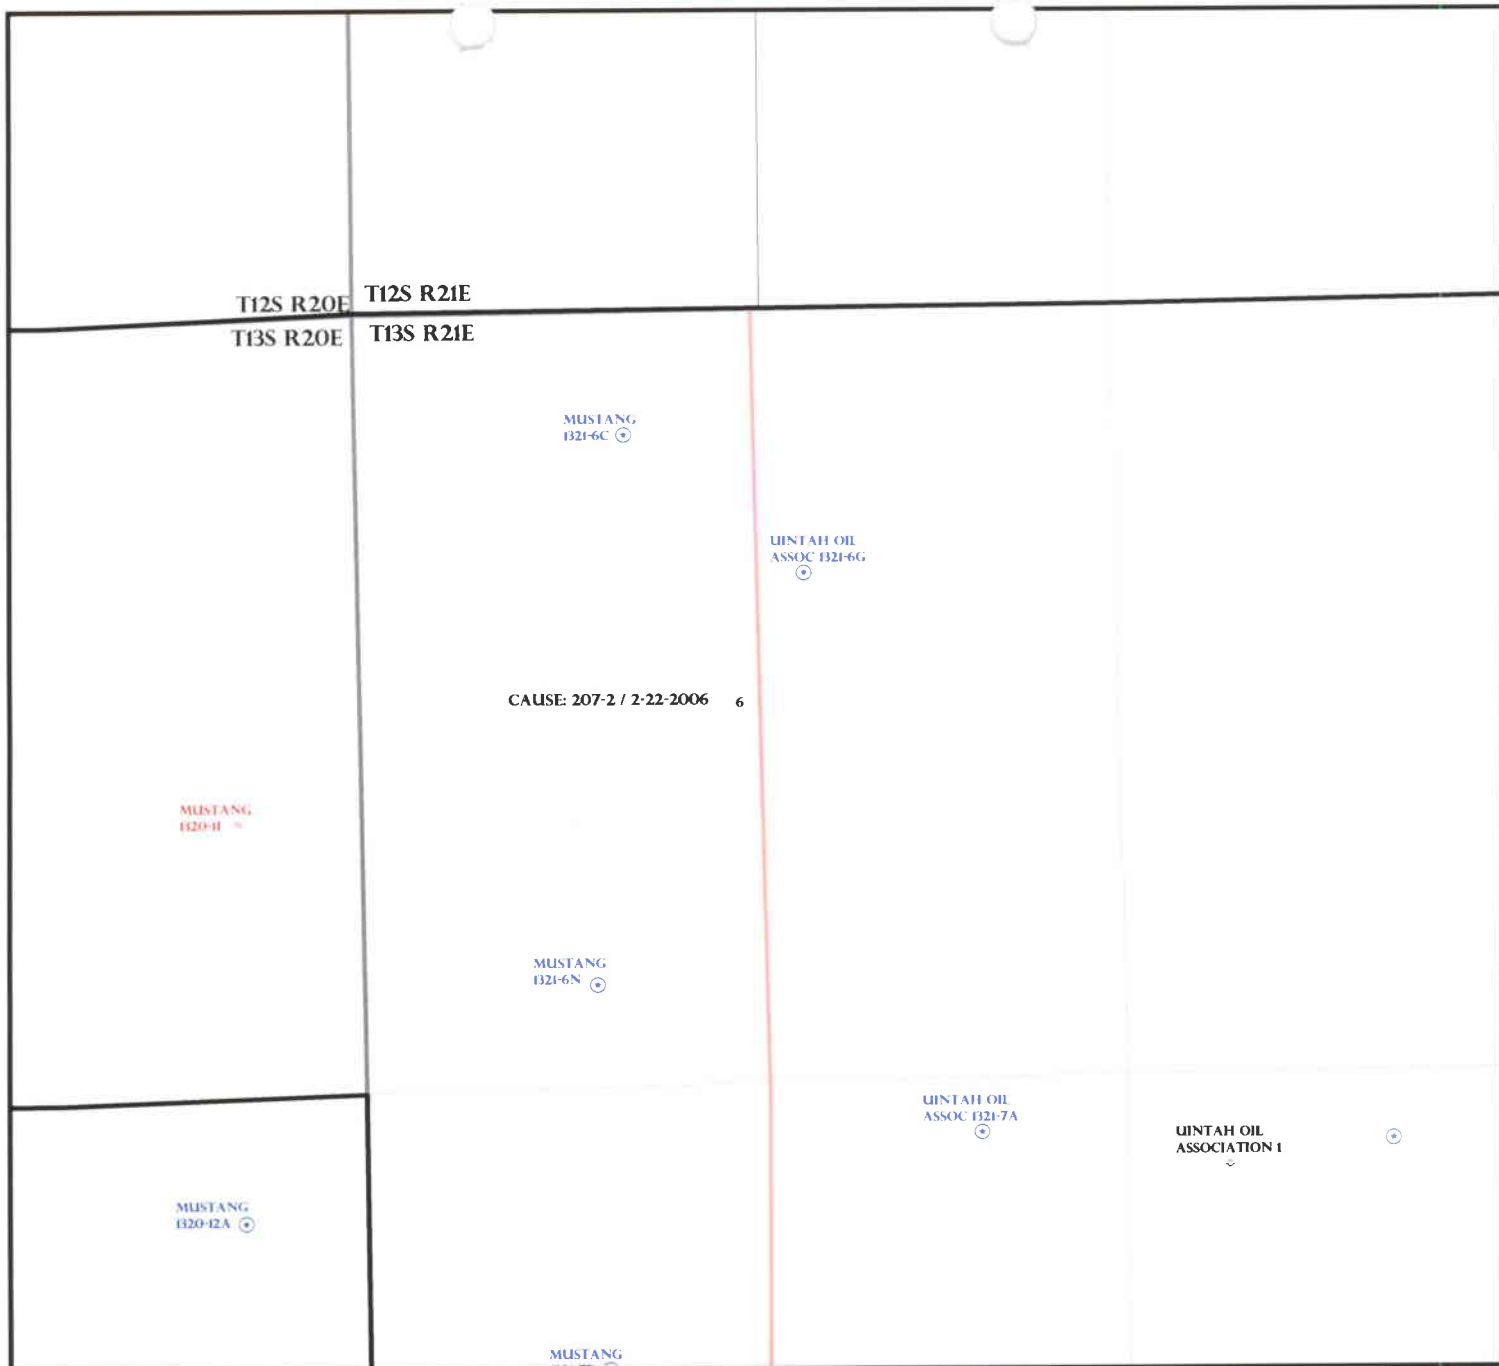 T12S R20E
T12S R21E
T13S R20E
T13S R21E
MUSTANG
1321-6C
UINTAH OIL
ASSOC 1321-6G
CAUSE: 207-2 / 2-22-2006
6
MUSTANG
1320-1I
MUSTANG
1321-6N
UINTAH OIL
ASSOC 1321-7A
UINTAH OIL
ASSOCIATION 1
MUSTANG
1320-12A
MUSTANG